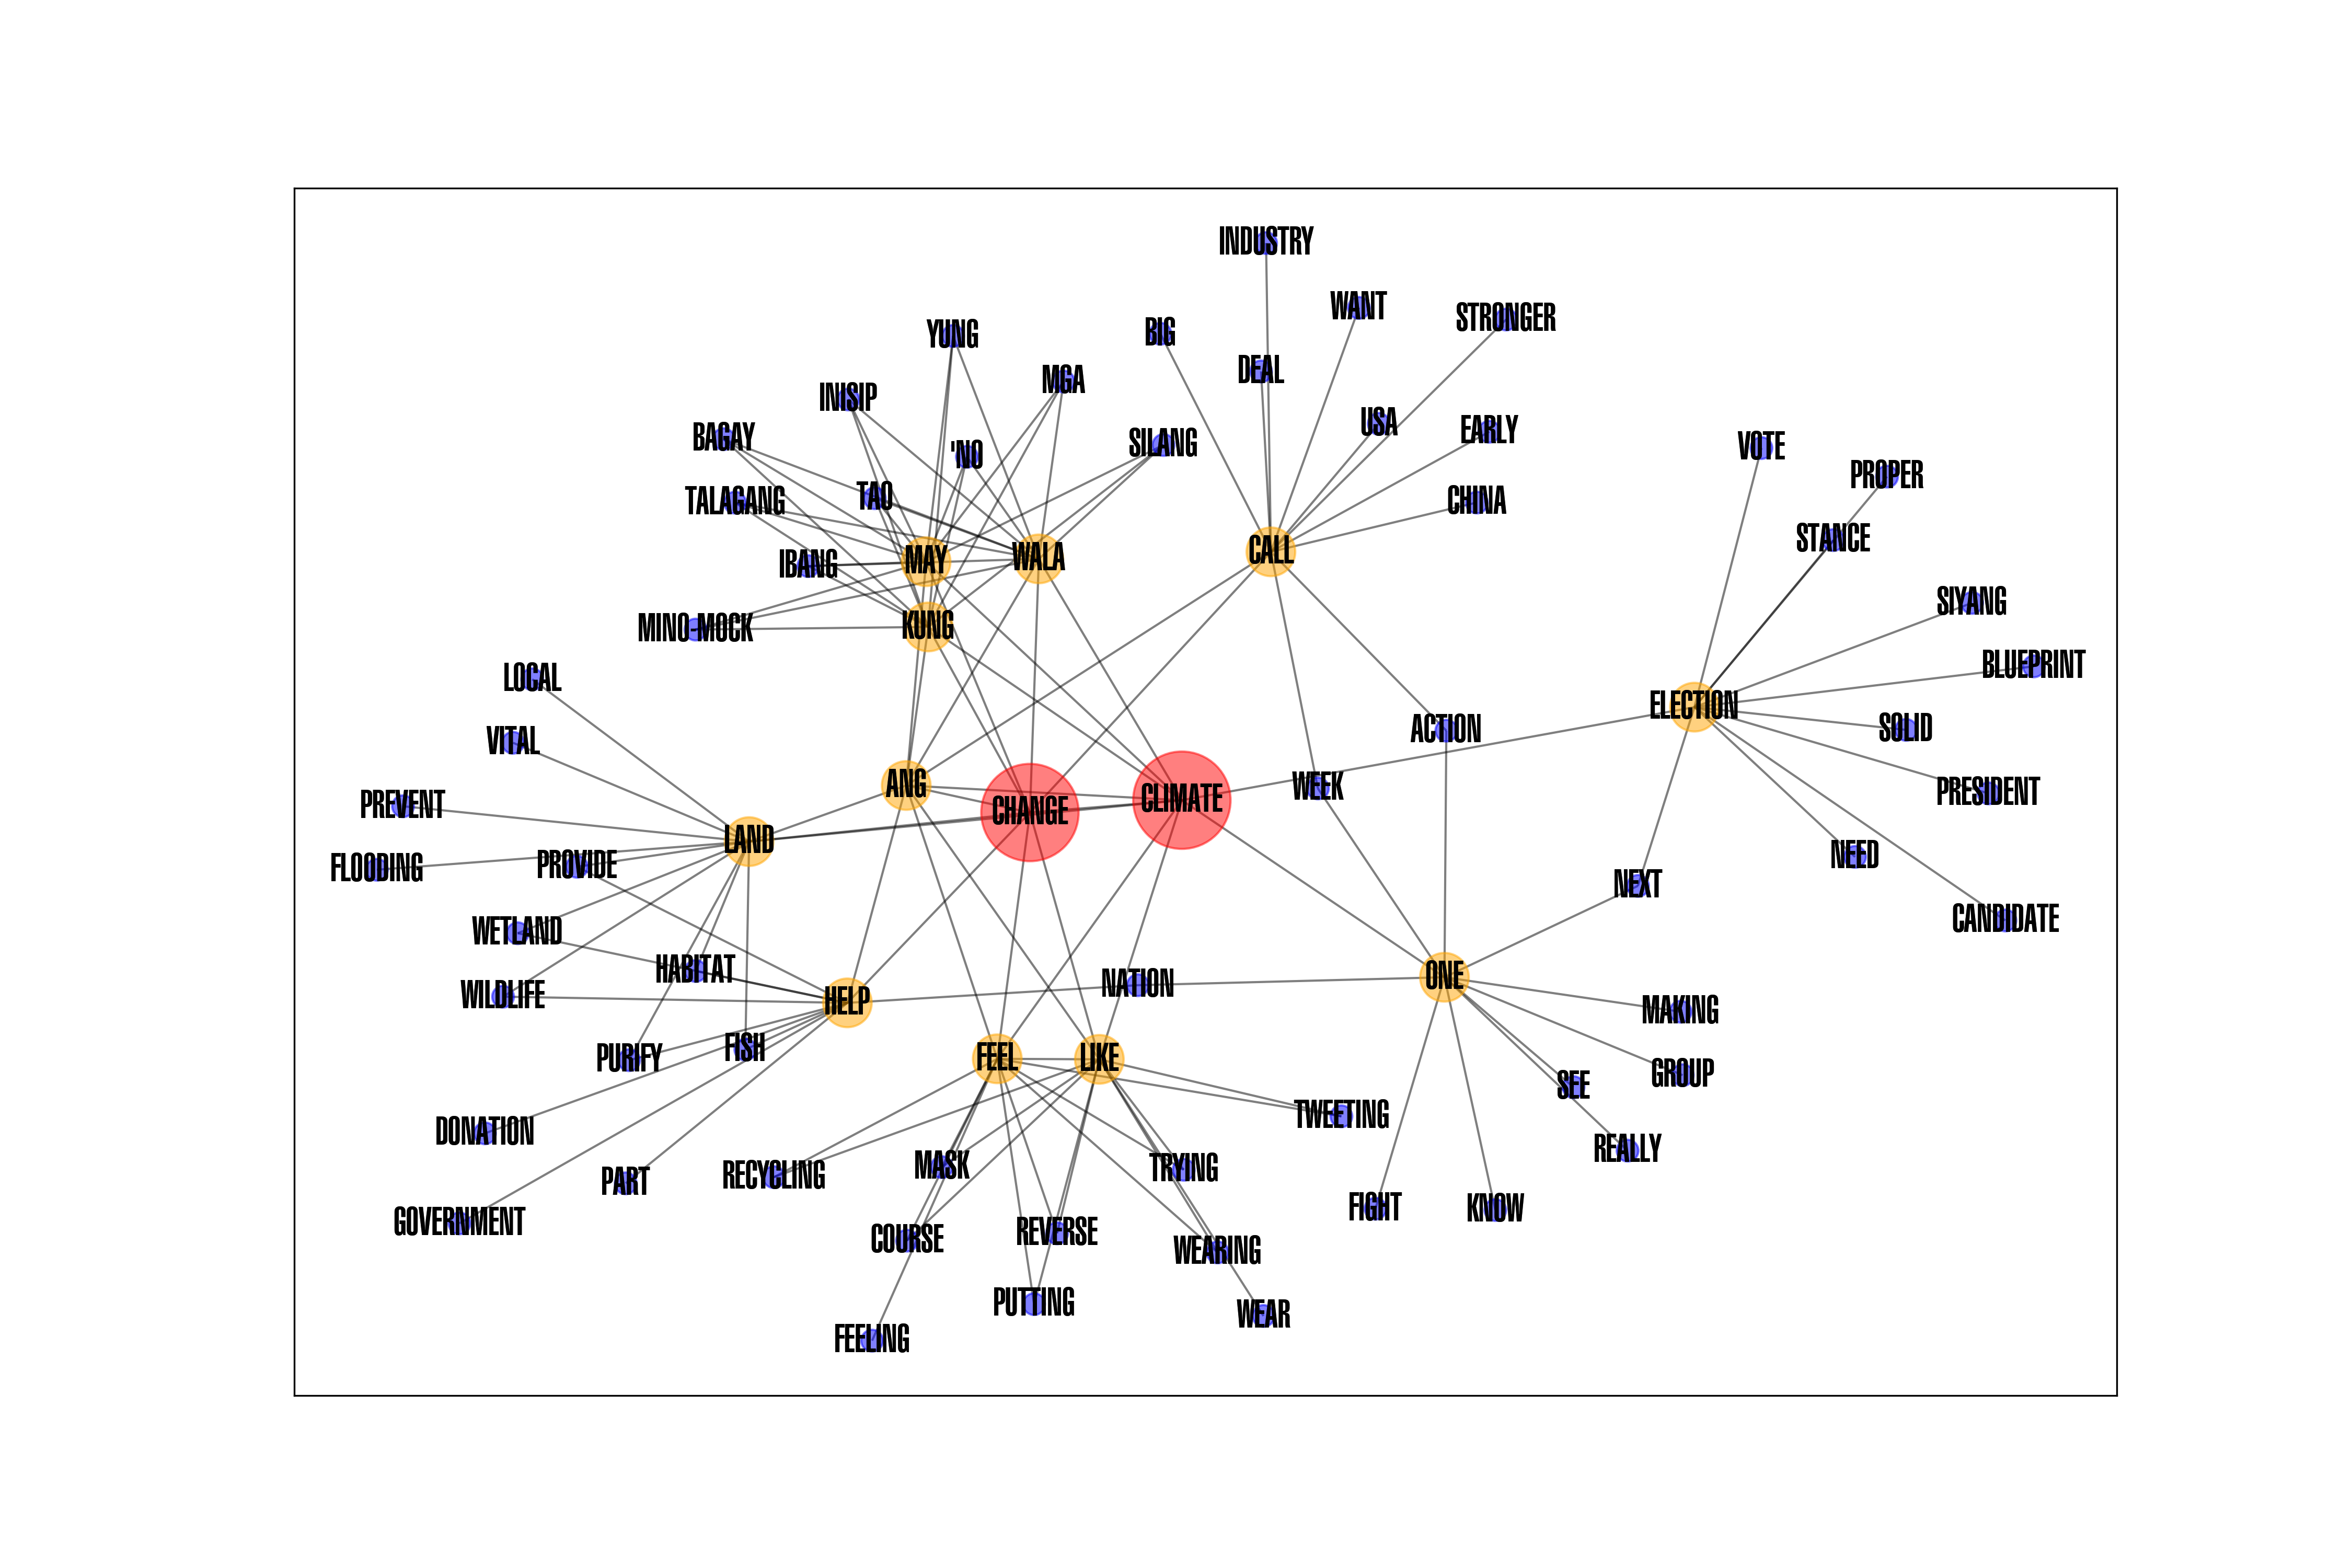 INDUSTRY
WANT
STRONGER
BIG
YUNG
DEAL
MGA
INISIP
USA
EARLY
BAGAY
SILANG
VOTE
'NO
PROPER
TAO
TALAGANG
CHINA
STANCE
CALL
WALA
MAY
IBANG
SIYANG
KUNG
MINO-MOCK
BLUEPRINT
LOCAL
ELECTION
SOLID
ACTION
VITAL
ANG
WEEK
PRESIDENT
CLIMATE
PREVENT
CHANGE
LAND
NEED
PROVIDE
FLOODING
NEXT
CANDIDATE
WETLAND
HABITAT
ONE
NATION
WILDLIFE
HELP
MAKING
FISH
FEEL
LIKE
PURIFY
GROUP
SEE
TWEETING
DONATION
REALLY
MASK
TRYING
RECYCLING
PART
FIGHT
KNOW
GOVERNMENT
REVERSE
COURSE
WEARING
PUTTING
WEAR
FEELING